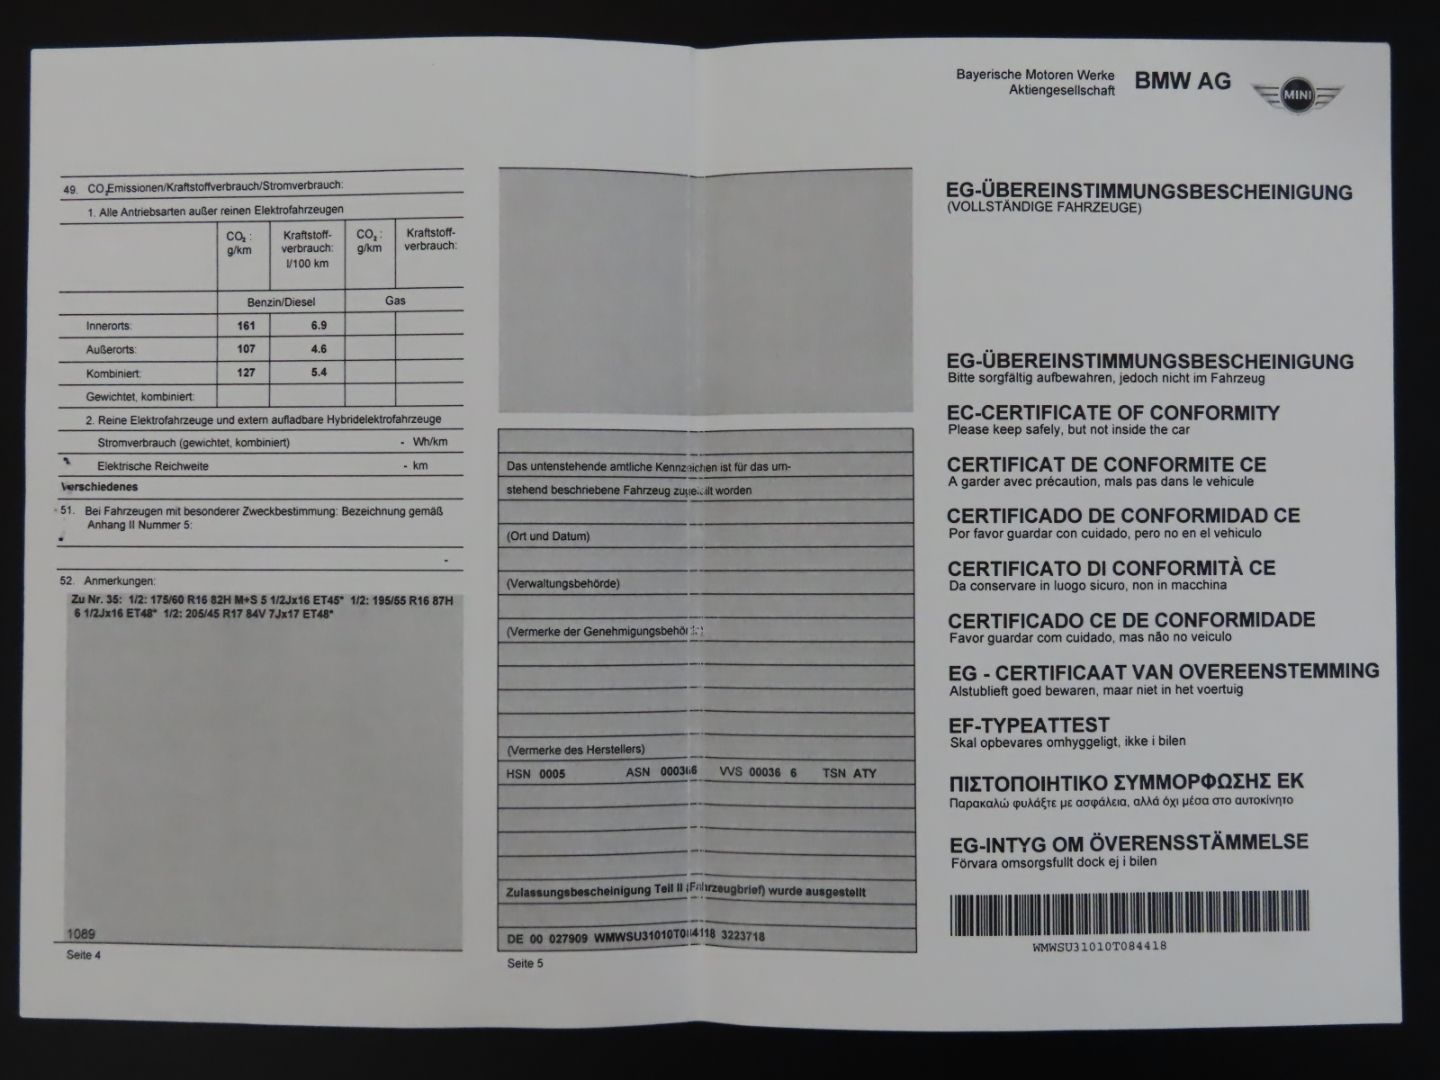 49. CO₂Emissionen/Kraftstoffverbrauch/Stromverbrauch:
1. Alle Antriebsarten außer reinen Elektrofahrzeugen
CO₂ : g/km
Kraftstoff-verbrauch: l/100 km
CO₂ : g/km
Kraftstoff-verbrauch:
Benzin/Diesel Gas
Innerorts: 161 6.9
Außerorts: 107 4.6
Kombiniert: 127 5.4
Gewichtet, kombiniert:
2. Reine Elektrofahrzeuge und extern aufladbare Hybridelektrofahrzeuge
Stromverbrauch (gewichtet, kombiniert) - Wh/km
Elektrische Reichweite - km
Verschiedenes
51. Bei Fahrzeugen mit besonderer Zweckbestimmung: Bezeichnung gemäß
Anhang II Nummer 5:
-
52. Anmerkungen:
Zu Nr. 35: 1/2: 175/60 R16 82H M+S 5 1/2Jx16 ET45* 1/2: 195/55 R16 87H
6 1/2Jx16 ET48* 1/2: 205/45 R17 84V 7Jx17 ET48*
1089
Seite 4
Das untenstehende amtliche Kennzeichen ist für das um-
stehend beschriebene Fahrzeug zugeteilt worden
(Ort und Datum)
(Verwaltungsbehörde)
(Vermerke der Genehmigungsbehörde)
(Vermerke des Herstellers)
HSN 0005 ASN 000366 VVS 00036 6 TSN ATY
Zulassungsbescheinigung Teil II (Fahrzeugbrief) wurde ausgestellt
DE 00 027909 WMWSU31010T084418 3223718
Seite 5
Bayerische Motoren Werke
Aktiengesellschaft
BMW AG
MINI
EG-ÜBEREINSTIMMUNGSBESCHEINIGUNG
(VOLLSTÄNDIGE FAHRZEUGE)
EG-ÜBEREINSTIMMUNGSBESCHEINIGUNG
Bitte sorgfältig aufbewahren, jedoch nicht im Fahrzeug
EC-CERTIFICATE OF CONFORMITY
Please keep safely, but not inside the car
CERTIFICAT DE CONFORMITE CE
A garder avec précaution, mals pas dans le vehicule
CERTIFICADO DE CONFORMIDAD CE
Por favor guardar con cuidado, pero no en el vehiculo
CERTIFICATO DI CONFORMITÀ CE
Da conservare in luogo sicuro, non in macchina
CERTIFICADO CE DE CONFORMIDADE
Favor guardar com cuidado, mas não no veiculo
EG - CERTIFICAAT VAN OVEREENSTEMMING
Alstublieft goed bewaren, maar niet in het voertuig
EF-TYPEATTEST
Skal opbevares omhyggeligt, ikke i bilen
ΠΙΣΤΟΠΟΙΗΤΙΚΟ ΣΥΜΜΟΡΦΩΣΗΣ ΕΚ
Παρακαλώ φυλάξτε με ασφάλεια, αλλά όχι μέσα στο αυτοκίνητο
EG-INTYG OM ÖVERENSSTÄMMELSE
Förvara omsorgsfullt dock ej i bilen
WMWSU31010T084418